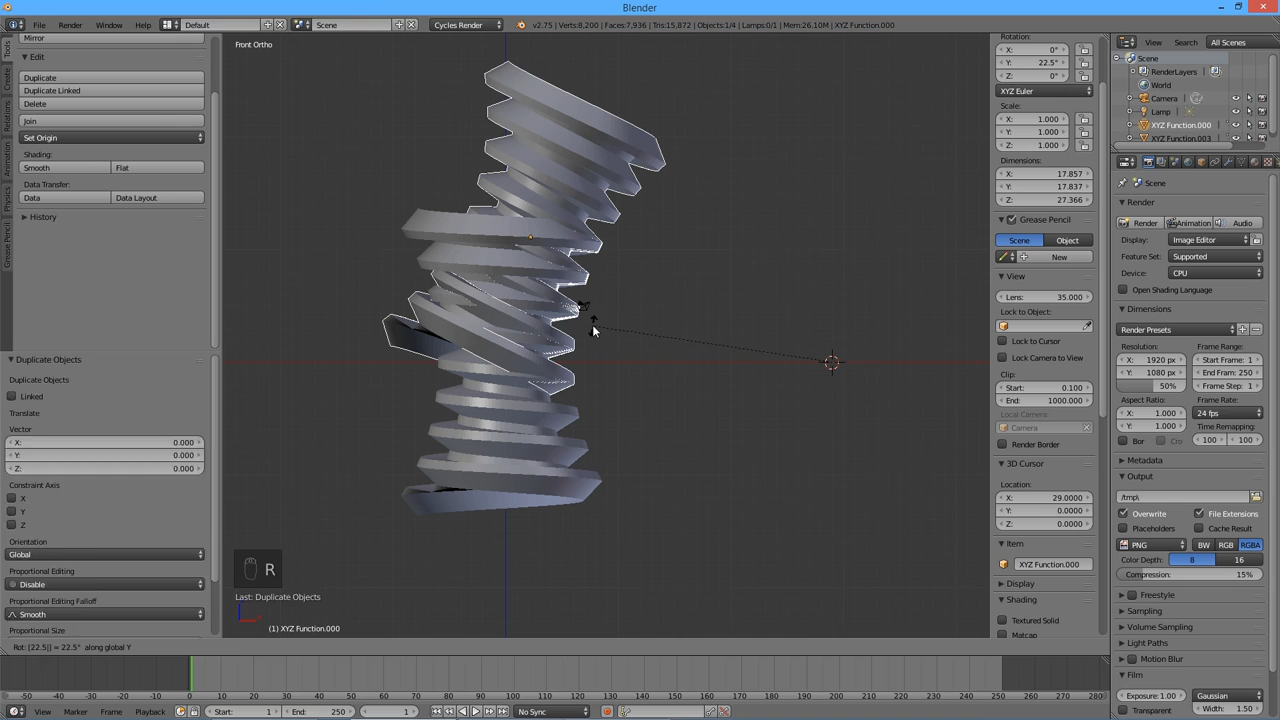 Blender
File Render Window Help Default Scene Cycles Render v2.75 | Verts:8,200 | Faces:7,936 | Tris:15,872 | Objects:1/4 | Lamps:0/1 | Mem:26.10M | XYZ Function.000
Tools
Create
Relations
Animation
Physics
Grease Pencil
Mirror
Edit
Duplicate
Duplicate Linked
Delete
Join
Set Origin
Shading:
Smooth Flat
Data Transfer:
Data Data Layout
History
Duplicate Objects
Duplicate Objects
Linked
Translate
Vector
X: 0.000
Y: 0.000
Z: 0.000
Constraint Axis
X
Y
Z
Orientation
Global
Proportional Editing
Disable
Proportional Editing Falloff
Smooth
Proportional Size
Front Ortho
R
Last: Duplicate Objects
(1) XYZ Function.000
Rot: [22.5|] = 22.5° along global Y
Rotation:
X: 0°
Y: 22.5°
Z: 0°
XYZ Euler
Scale:
X: 1.000
Y: 1.000
Z: 1.000
Dimensions:
X: 17.857
Y: 17.837
Z: 27.366
Grease Pencil
Scene Object
New
View
Lens: 35.000
Lock to Object:
Lock to Cursor
Lock Camera to View
Clip:
Start: 0.100
End: 1000.000
Local Camera:
Camera
Render Border
3D Cursor
Location:
X: 29.0000
Y: 0.0000
Z: 0.0000
Item
XYZ Function.000
Display
Shading
Textured Solid
Matcap
View Search All Scenes
Scene
RenderLayers
World
Camera
Lamp
XYZ Function.000
XYZ Function.003
Scene
Render
Render Animation Audio
Display: Image Editor
Feature Set: Supported
Device: CPU
Open Shading Language
Dimensions
Render Presets
Resolution: Frame Range:
X: 1920 px Start Frame: 1
Y: 1080 px End Fram: 250
50% Frame Step: 1
Aspect Ratio: Frame Rate:
X: 1.000 24 fps
Y: 1.000 Time Remapping:
Bor Cro 100 100
Metadata
Output
/tmp\
Overwrite File Extensions
Placeholders Cache Result
PNG BW RGB RGBA
Color Depth: 8 16
Compression: 15%
Freestyle
Sampling
Volume Sampling
Light Paths
Motion Blur
Film
Exposure: 1.00 Gaussian
Transparent Width: 1.50
-50 -40 -30 -20 -10 0 10 20 30 40 50 60 70 80 90 100 110 120 130 140 150 160 170 180 190 200 210 220 230 240 250 260 270 280
View Marker Frame Playback Start: 1 End: 250 1 No Sync